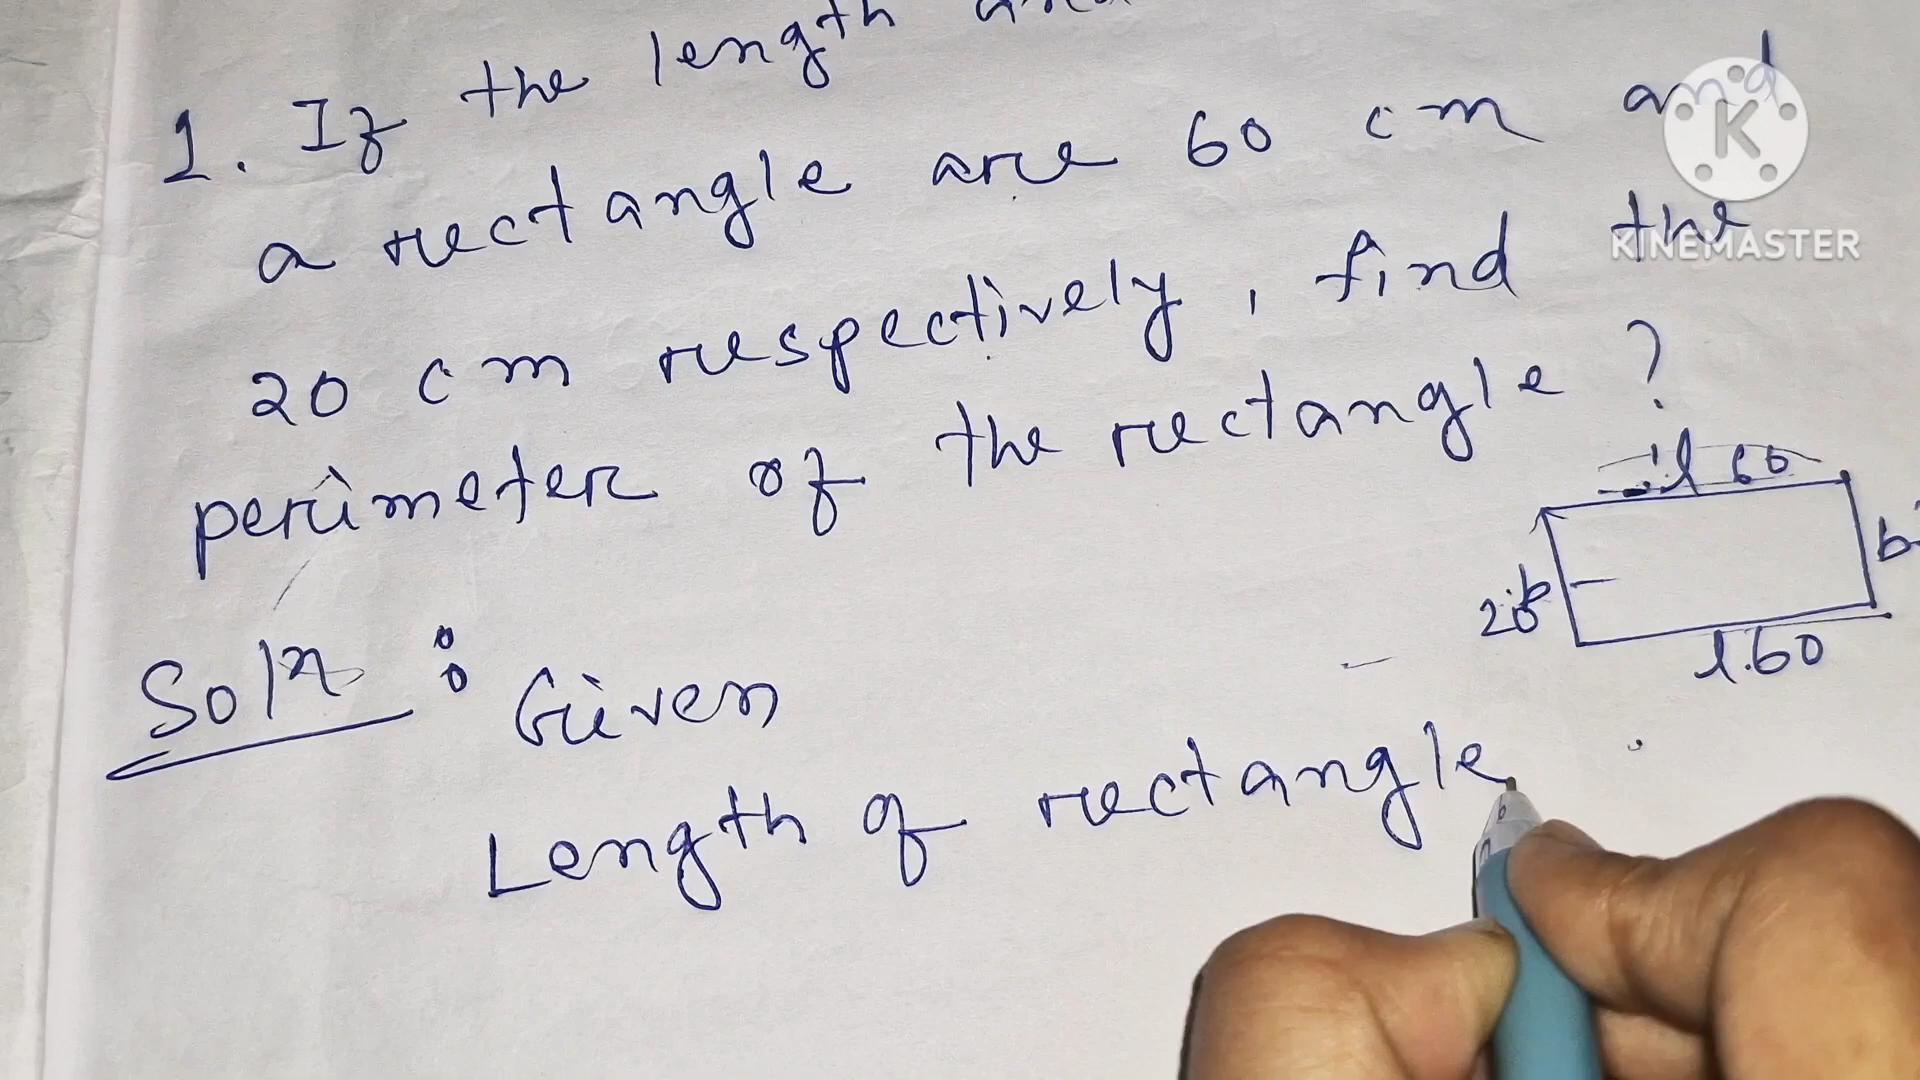 1. If the length and
a rectangle are 60 cm and
20 cm respectively, find the
perimeter of the rectangle?
K
KINEMASTER
l 60
b
20 b
l.60
Soln : Given
Length of rectangle